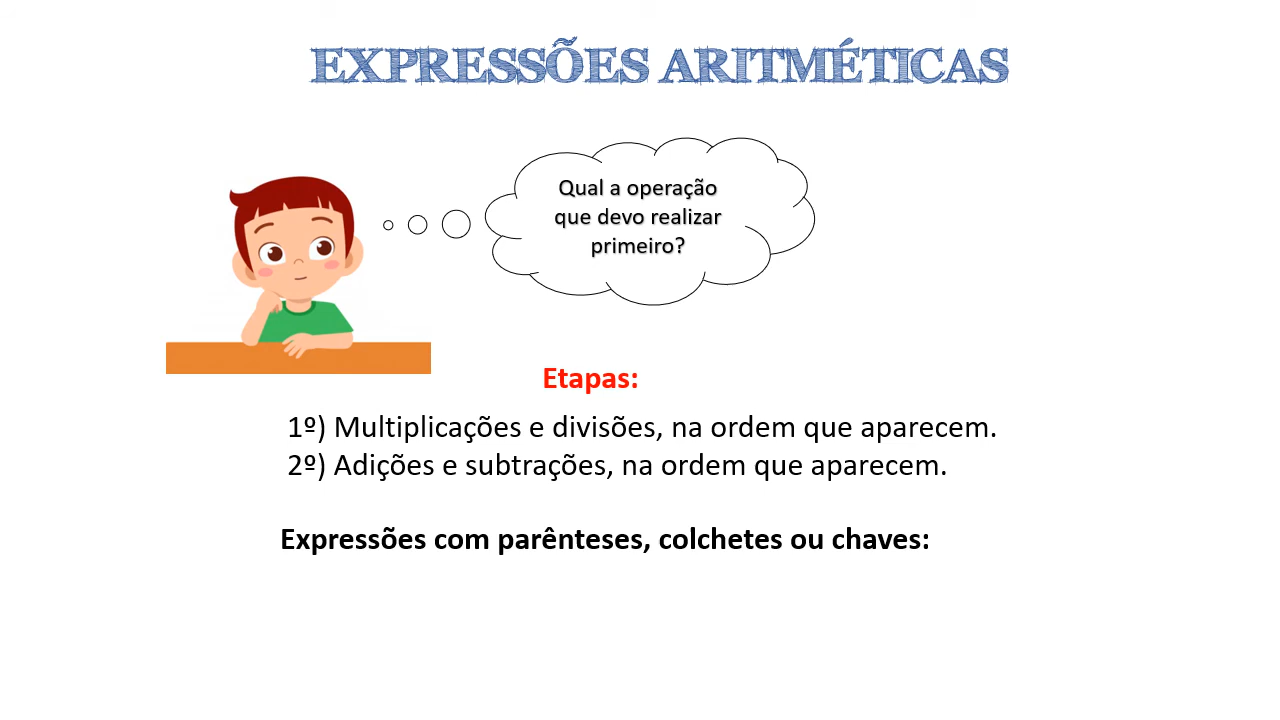 EXPRESSÕES ARITMÉTICAS
Qual a operação
que devo realizar
primeiro?
Etapas:
1º) Multiplicações e divisões, na ordem que aparecem.
2º) Adições e subtrações, na ordem que aparecem.
Expressões com parênteses, colchetes ou chaves: